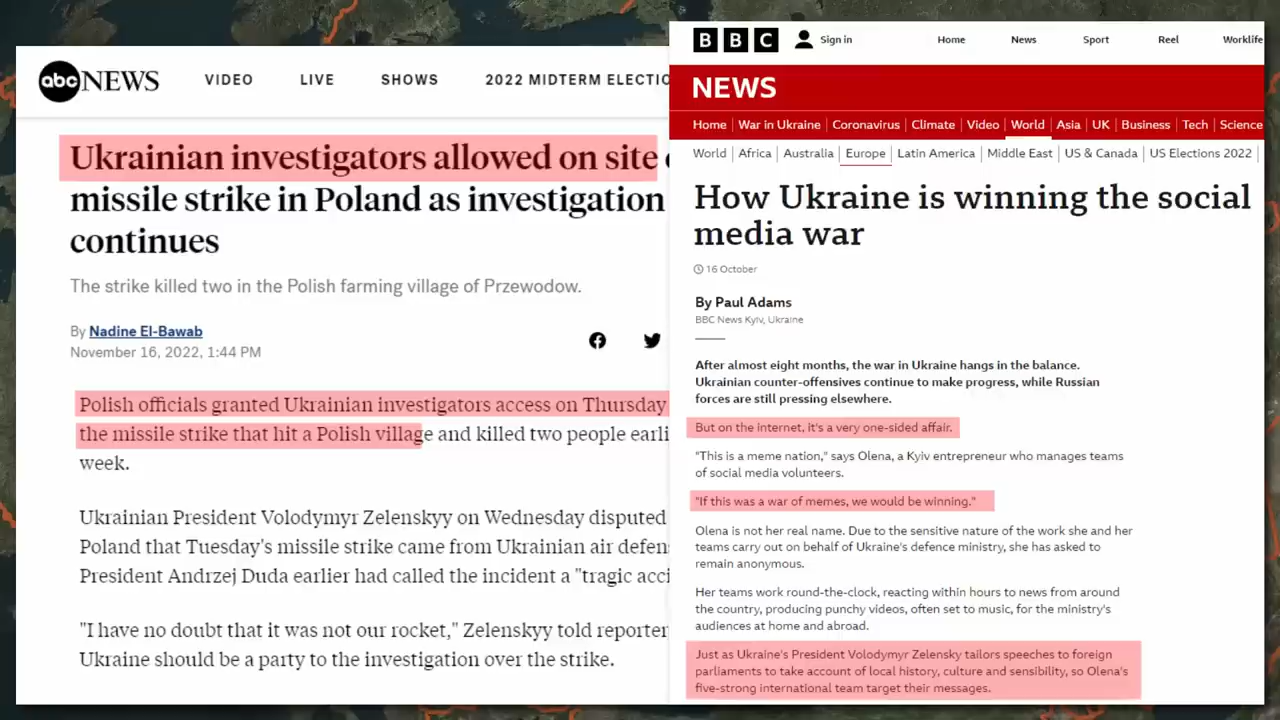 abc NEWS
VIDEO LIVE SHOWS 2022 MIDTERM
Ukrainian investigators allowed on site
missile strike in Poland as investigation
continues
The strike killed two in the Polish farming village of Przewodow.
By Nadine El-Bawab
November 16, 2022, 1:44 PM
Polish officials granted Ukrainian investigators access on Thursday
the missile strike that hit a Polish village and killed two people
week.
Ukrainian President Volodymyr Zelenskyy on Wednesday disputed
Poland that Tuesday's missile strike came from Ukrainian air
President Andrzej Duda earlier had called the incident a "tragic
"I have no doubt that it was not our rocket," Zelenskyy told
Ukraine should be a party to the investigation over the strike.
BBC Sign in Home News Sport Reel Worklife
NEWS
Home War in Ukraine Coronavirus Climate Video World Asia UK Business Tech Science
World Africa Australia Europe Latin America Middle East US & Canada US Elections 2022
How Ukraine is winning the social
media war
16 October
By Paul Adams
BBC News Kyiv, Ukraine
After almost eight months, the war in Ukraine hangs in the balance.
Ukrainian counter-offensives continue to make progress, while Russian
forces are still pressing elsewhere.
But on the internet, it's a very one-sided affair.
"This is a meme nation," says Olena, a Kyiv entrepreneur who manages teams
of social media volunteers.
"If this was a war of memes, we would be winning."
Olena is not her real name. Due to the sensitive nature of the work she and her
teams carry out on behalf of Ukraine's defence ministry, she has asked to
remain anonymous.
Her teams work round-the-clock, reacting within hours to news from around
the country, producing punchy videos, often set to music, for the ministry's
audiences at home and abroad.
Just as Ukraine's President Volodymyr Zelensky tailors speeches to foreign
parliaments to take account of local history, culture and sensibility, so Olena's
five-strong international team target their messages.